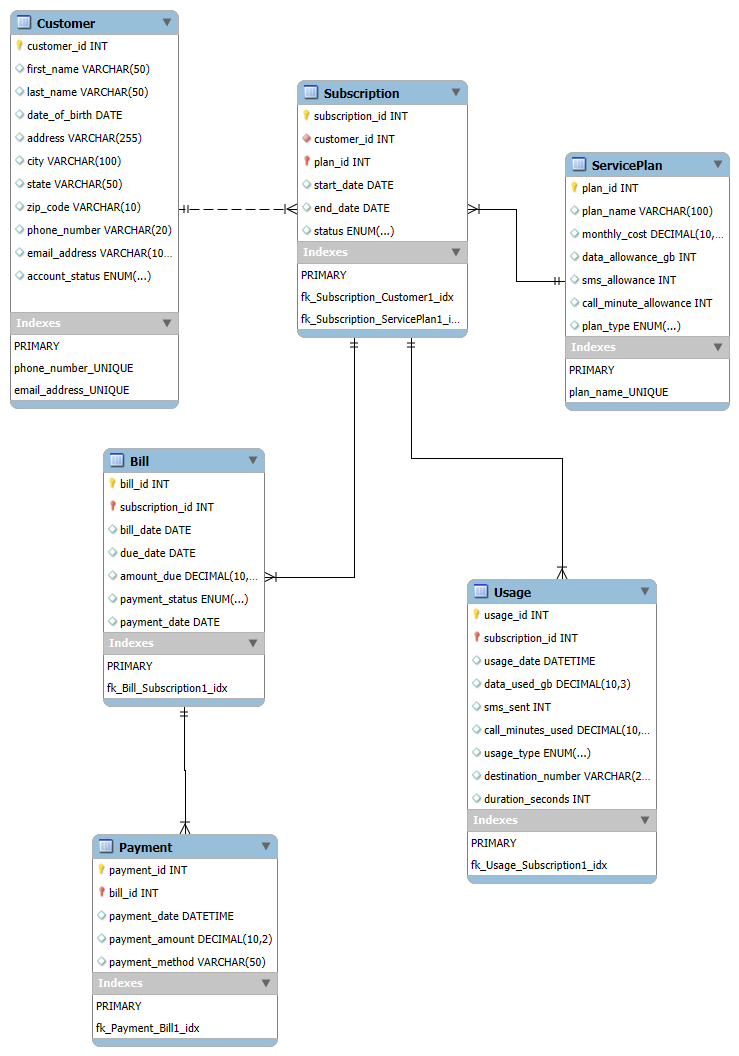 Customer
customer_id INT
first_name VARCHAR(50)
last_name VARCHAR(50)
date_of_birth DATE
address VARCHAR(255)
city VARCHAR(100)
state VARCHAR(50)
zip_code VARCHAR(10)
phone_number VARCHAR(20)
email_address VARCHAR(10...
account_status ENUM(...)
Indexes
PRIMARY
phone_number_UNIQUE
email_address_UNIQUE
Subscription
subscription_id INT
customer_id INT
plan_id INT
start_date DATE
end_date DATE
status ENUM(...)
Indexes
PRIMARY
fk_Subscription_Customer1_idx
fk_Subscription_ServicePlan1_i...
ServicePlan
plan_id INT
plan_name VARCHAR(100)
monthly_cost DECIMAL(10,...
data_allowance_gb INT
sms_allowance INT
call_minute_allowance INT
plan_type ENUM(...)
Indexes
PRIMARY
plan_name_UNIQUE
Bill
bill_id INT
subscription_id INT
bill_date DATE
due_date DATE
amount_due DECIMAL(10,...
payment_status ENUM(...)
payment_date DATE
Indexes
PRIMARY
fk_Bill_Subscription1_idx
Usage
usage_id INT
subscription_id INT
usage_date DATETIME
data_used_gb DECIMAL(10,3)
sms_sent INT
call_minutes_used DECIMAL(10,...
usage_type ENUM(...)
destination_number VARCHAR(2...
duration_seconds INT
Indexes
PRIMARY
fk_Usage_Subscription1_idx
Payment
payment_id INT
bill_id INT
payment_date DATETIME
payment_amount DECIMAL(10,2)
payment_method VARCHAR(50)
Indexes
PRIMARY
fk_Payment_Bill1_idx